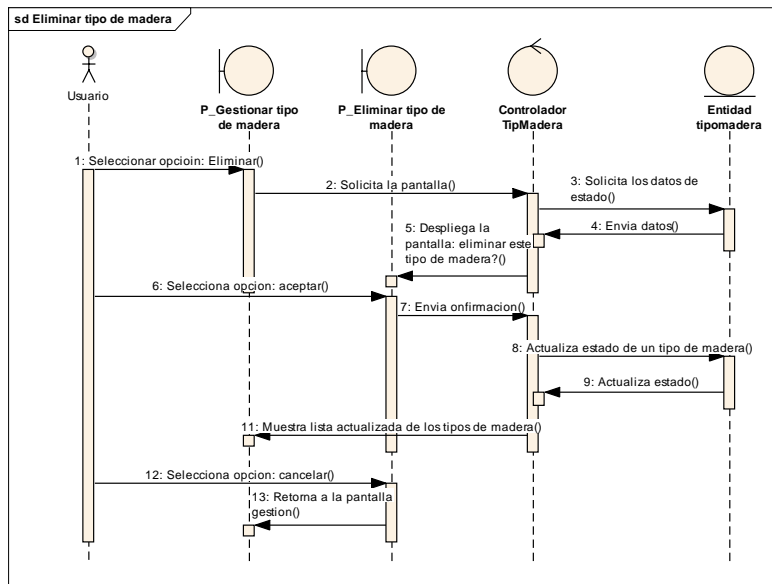 sd Eliminar tipo de madera
Usuario
P_Gestionar tipo
de madera
P_Eliminar tipo de
madera
Controlador
TipMadera
Entidad
tipomadera
1: Seleccionar opcioin: Eliminar()
2: Solicita la pantalla()
3: Solicita los datos de
estado()
4: Envia datos()
5: Despliega la
pantalla: eliminar este
tipo de madera?()
6: Selecciona opcion: aceptar()
7: Envia onfirmacion()
8: Actualiza estado de un tipo de madera()
9: Actualiza estado()
11: Muestra lista actualizada de los tipos de madera()
12: Selecciona opcion: cancelar()
13: Retorna a la pantalla
gestion()